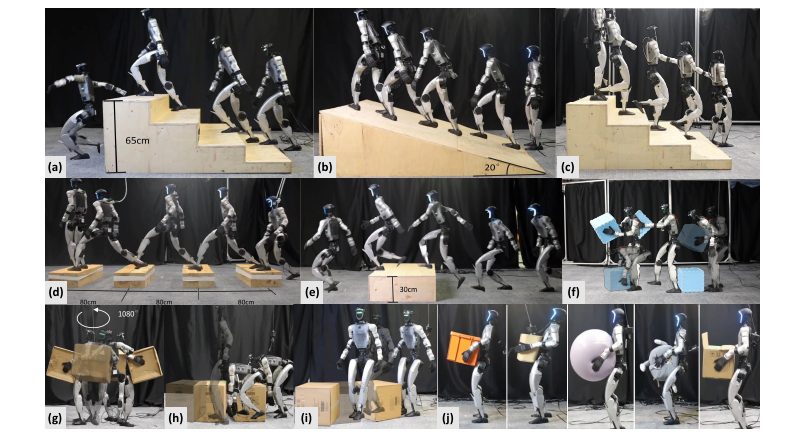 65cm
(a)
20°
(b)
(c)
80cm
80cm
80cm
(d)
30cm
(e)
(f)
1080°
(g)
(h)
(i)
(j)